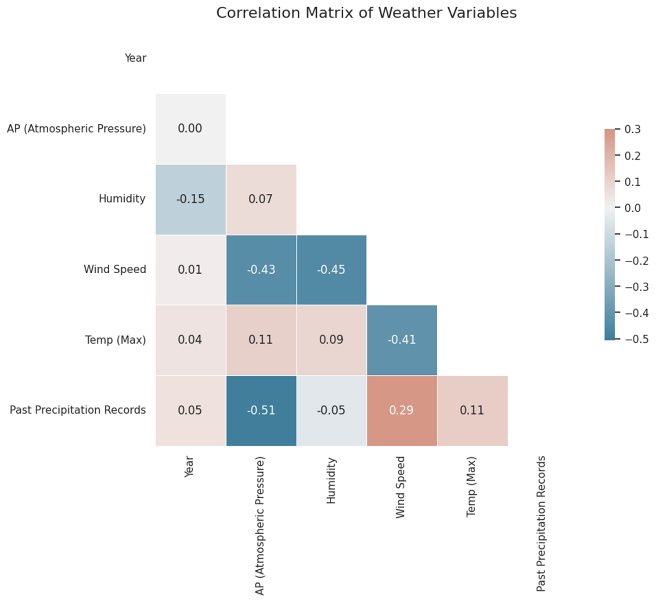 Correlation Matrix of Weather Variables
Year
AP (Atmospheric Pressure)
0.00
Humidity
-0.15
0.07
Wind Speed
0.01
-0.43
-0.45
Temp (Max)
0.04
0.11
0.09
-0.41
Past Precipitation Records
0.05
-0.51
-0.05
0.29
0.11
Year
AP (Atmospheric Pressure)
Humidity
Wind Speed
Temp (Max)
Past Precipitation Records
0.3
0.2
0.1
0.0
−0.1
−0.2
−0.3
−0.4
−0.5